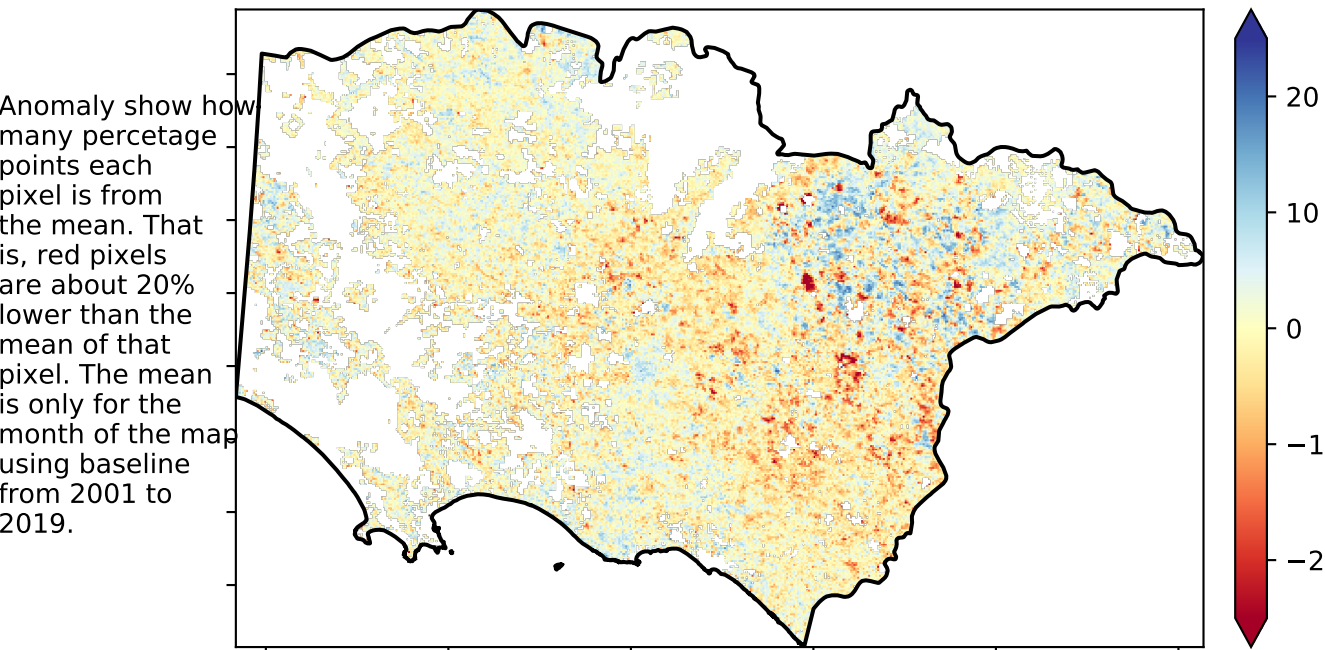 Anomaly show how
many percetage
points each
pixel is from
the mean. That
is, red pixels
are about 20%
lower than the
mean of that
pixel. The mean
is only for the
month of the map
using baseline
from 2001 to
2019.
20
10
0
−1
−2